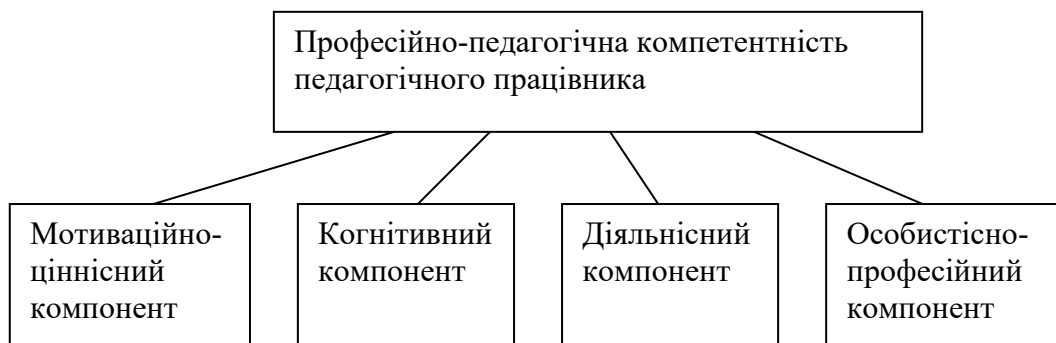 Професійно-педагогічна компетентність
педагогічного працівника
Мотиваційно-
ціннісний
компонент
Когнітивний
компонент
Діяльнісний
компонент
Особистісно-
професійний
компонент